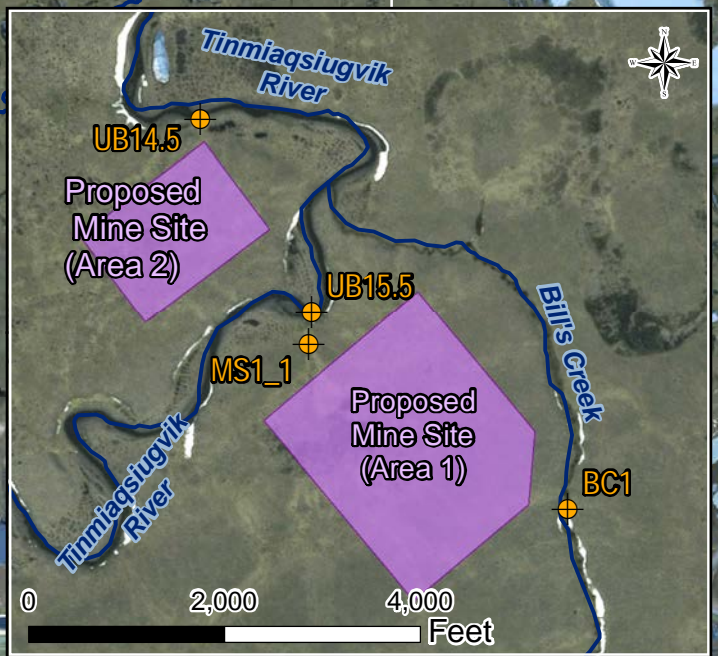 Tinmiaqsiugvik
River
N
W
E
S
UB14.5
Proposed
Mine Site
(Area 2)
UB15.5
Bill's Creek
MS1_1
Proposed
Mine Site
(Area 1)
Tinmiaqsiugvik
River
BC1
0
2,000
4,000
Feet